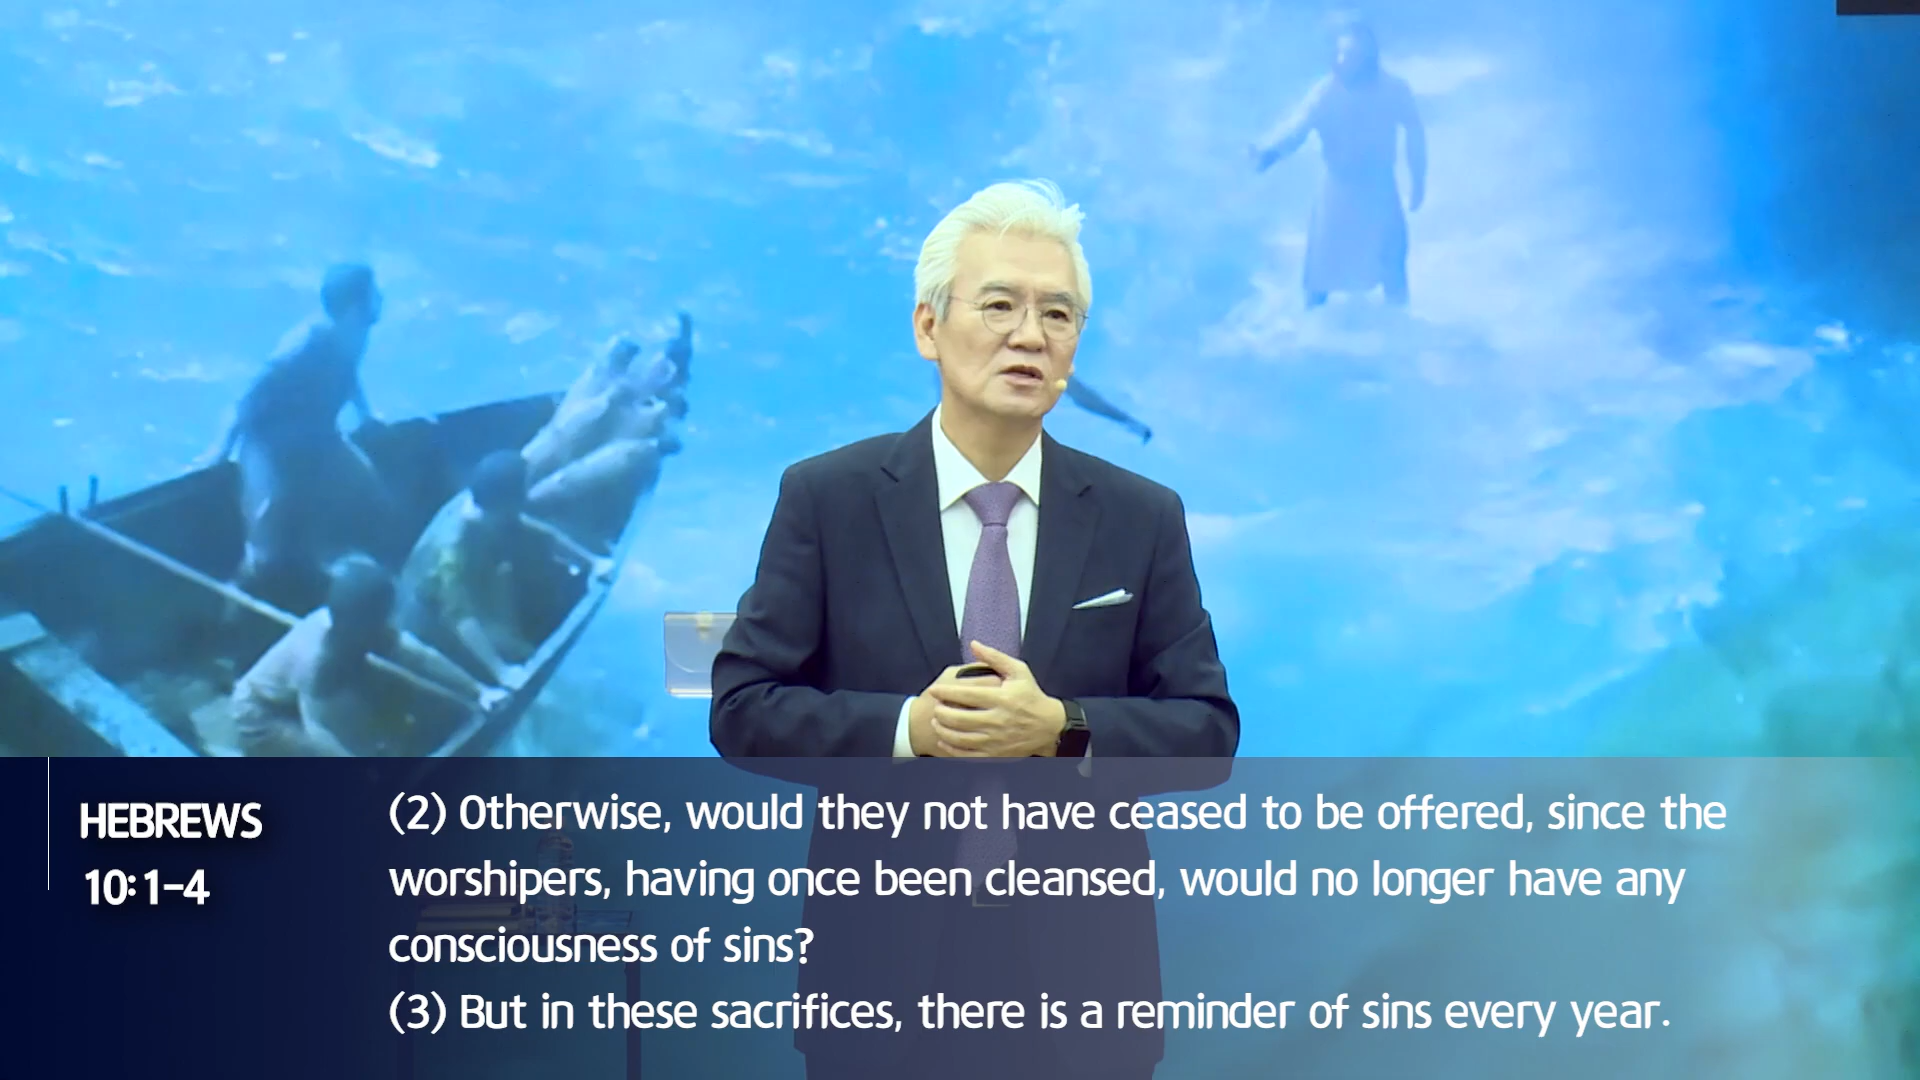 HEBREWS
10:1-4
(2) Otherwise, would they not have ceased to be offered, since the
worshipers, having once been cleansed, would no longer have any
consciousness of sins?
(3) But in these sacrifices, there is a reminder of sins every year.